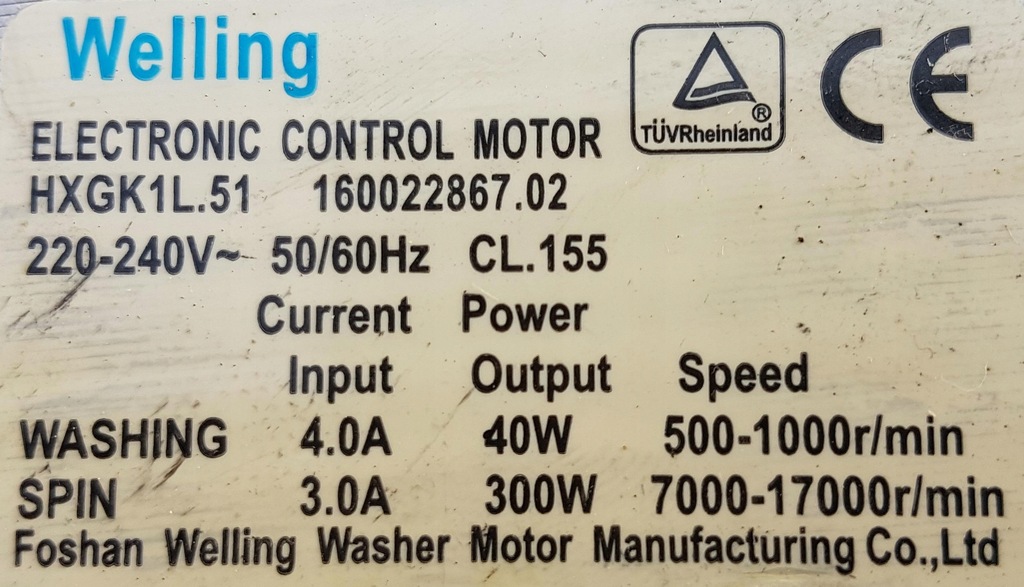 Welling
TÜVRheinland®
CE
ELECTRONIC CONTROL MOTOR
HXGK1L.51 160022867.02
220-240V~ 50/60Hz CL.155
Current Power
Input Output Speed
WASHING 4.0A 40W 500-1000r/min
SPIN 3.0A 300W 7000-17000r/min
Foshan Welling Washer Motor Manufacturing Co.,Ltd